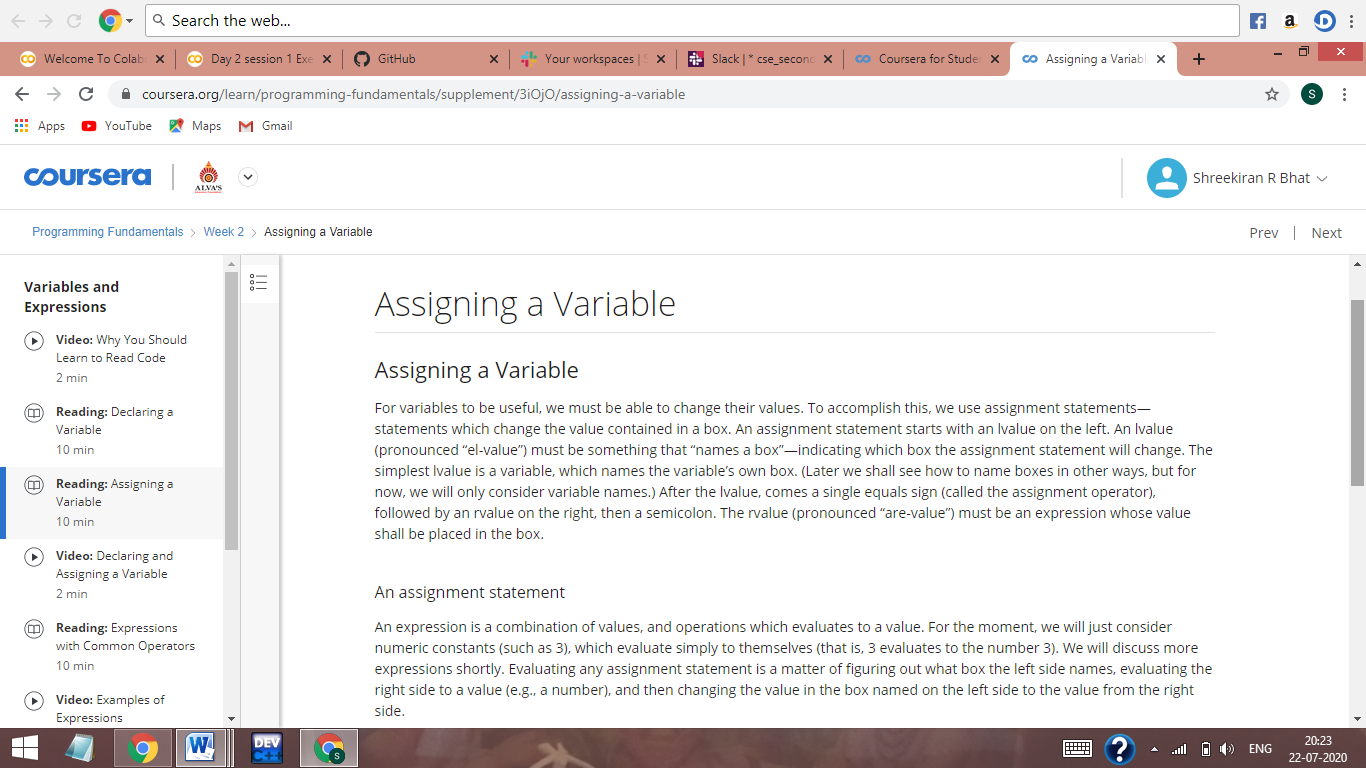 Search the web...
Welcome To Colab
Day 2 session 1 Exe
GitHub
Your workspaces | S
Slack | * cse_second
Coursera for Studen
Assigning a Variabl
coursera.org/learn/programming-fundamentals/supplement/3iOjO/assigning-a-variable
S
Apps
YouTube
Maps
Gmail
coursera
ALVA'S
Shreekiran R Bhat
Programming Fundamentals > Week 2 > Assigning a Variable
Prev | Next
Variables and
Expressions
Video: Why You Should
Learn to Read Code
2 min
Reading: Declaring a
Variable
10 min
Reading: Assigning a
Variable
10 min
Video: Declaring and
Assigning a Variable
2 min
Reading: Expressions
with Common Operators
10 min
Video: Examples of
Expressions
Assigning a Variable
Assigning a Variable
For variables to be useful, we must be able to change their values. To accomplish this, we use assignment statements—
statements which change the value contained in a box. An assignment statement starts with an lvalue on the left. An lvalue
(pronounced “el-value”) must be something that “names a box”—indicating which box the assignment statement will change. The
simplest lvalue is a variable, which names the variable’s own box. (Later we shall see how to name boxes in other ways, but for
now, we will only consider variable names.) After the lvalue, comes a single equals sign (called the assignment operator),
followed by an rvalue on the right, then a semicolon. The rvalue (pronounced “are-value”) must be an expression whose value
shall be placed in the box.
An assignment statement
An expression is a combination of values, and operations which evaluates to a value. For the moment, we will just consider
numeric constants (such as 3), which evaluate simply to themselves (that is, 3 evaluates to the number 3). We will discuss more
expressions shortly. Evaluating any assignment statement is a matter of figuring out what box the left side names, evaluating the
right side to a value (e.g., a number), and then changing the value in the box named on the left side to the value from the right
side.
DEV
C++
S
ENG
20:23
22-07-2020